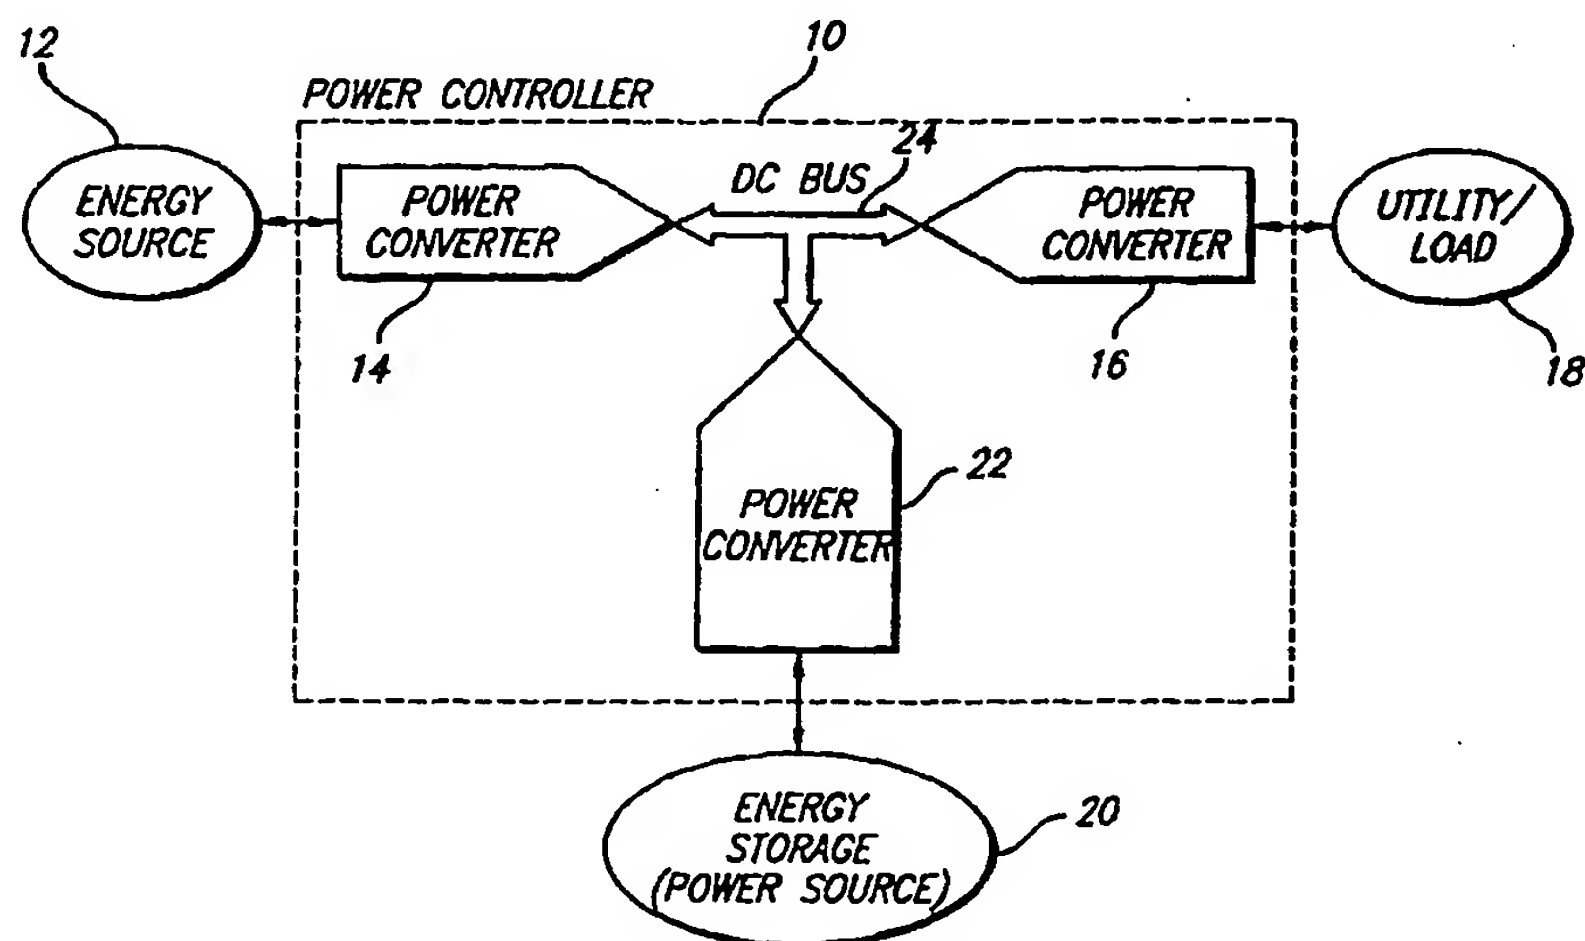 12
10
POWER CONTROLLER
24
ENERGY
SOURCE
POWER
CONVERTER
DC BUS
POWER
CONVERTER
UTILITY/
LOAD
14
16
18
22
POWER
CONVERTER
ENERGY
STORAGE
(POWER SOURCE)
20